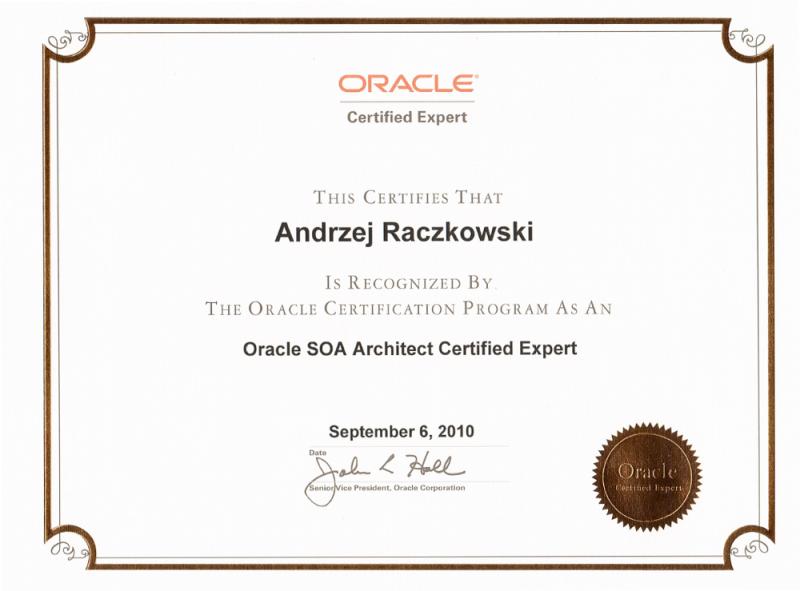 ORACLE®
Certified Expert
THIS CERTIFIES THAT
Andrzej Raczkowski
IS RECOGNIZED BY
THE ORACLE CERTIFICATION PROGRAM AS AN
Oracle SOA Architect Certified Expert
September 6, 2010
Date
John L Hall
Senior Vice President, Oracle Corporation
Oracle
Certified Expert